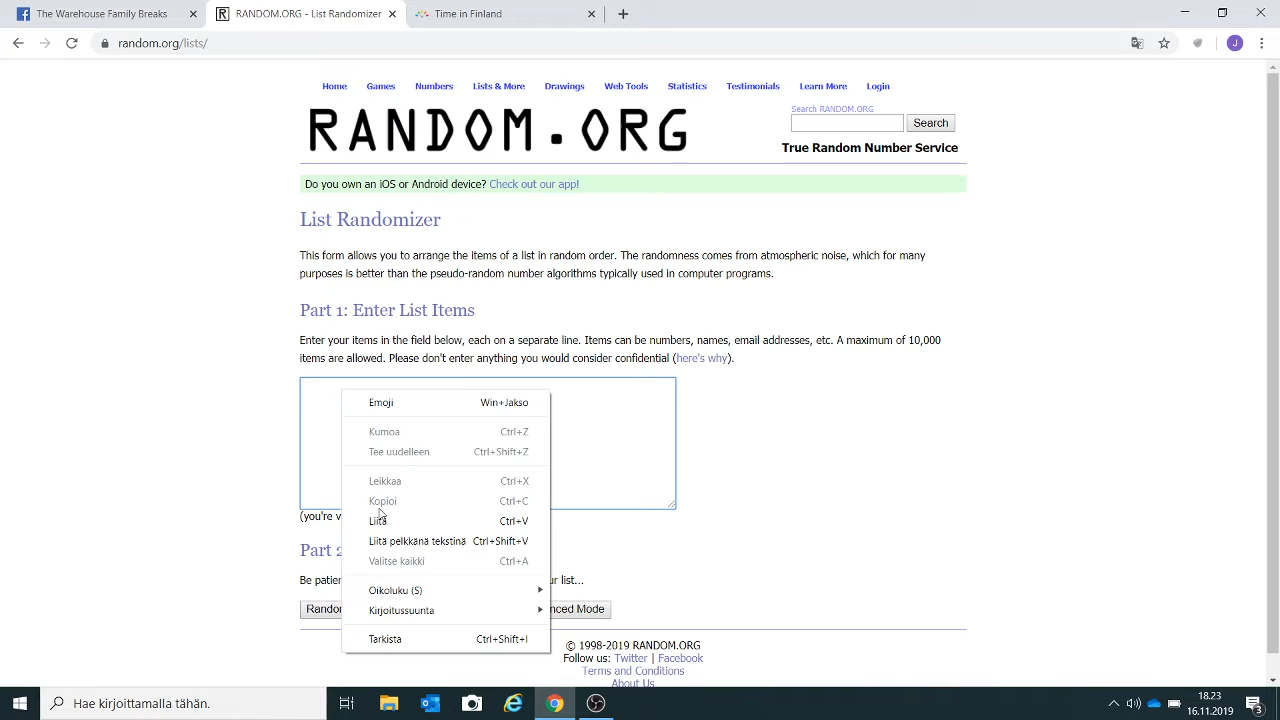 The Warehouse Family Breaks
RANDOM.ORG - List Randomizer
Time in Finland
random.org/lists/
J
Home Games Numbers Lists & More Drawings Web Tools Statistics Testimonials Learn More Login
RANDOM.ORG
Search RANDOM.ORG
Search
True Random Number Service
Do you own an iOS or Android device? Check out our app!
List Randomizer
This form allows you to arrange the items of a list in random order. The randomness comes from atmospheric noise, which for many
purposes is better than the pseudo-random number algorithms typically used in computer programs.
Part 1: Enter List Items
Enter your items in the field below, each on a separate line. Items can be numbers, names, email addresses, etc. A maximum of 10,000
items are allowed. Please don't enter anything you would consider confidential (here's why).
Emoji Win+Jakso
Kumoa Ctrl+Z
Tee uudelleen Ctrl+Shift+Z
Leikkaa Ctrl+X
Kopioi Ctrl+C
Liitä Ctrl+V
Liitä pelkkänä tekstinä Ctrl+Shift+V
Valitse kaikki Ctrl+A
Oikoluku (S)
Kirjoitussuunta
Tarkista Ctrl+Shift+I
(you're v
Part 2
Be patien ur list...
Random nced Mode
© 1998-2019 RANDOM.ORG
Follow us: Twitter | Facebook
Terms and Conditions
About Us
Hae kirjoittamalla tähän.
18.23
16.11.2019
3